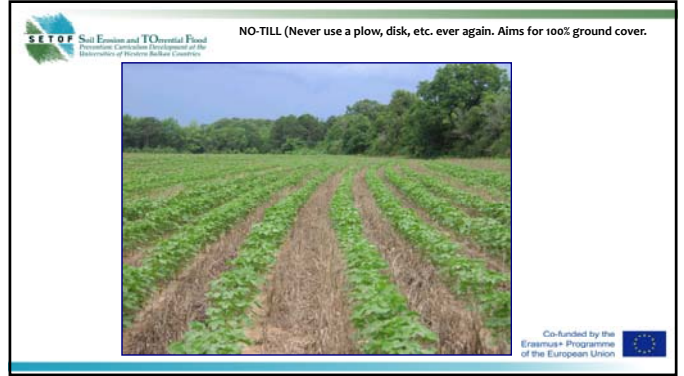 NO-TILL (Never use a plow, disk, etc. ever again. Aims for 100% ground cover.
SETOF Soil Erosion and TOrrential Flood
Prevention: Curriculum Development at the
Universities of Western Balkan Countries
Co-funded by the
Erasmus+ Programme
of the European Union